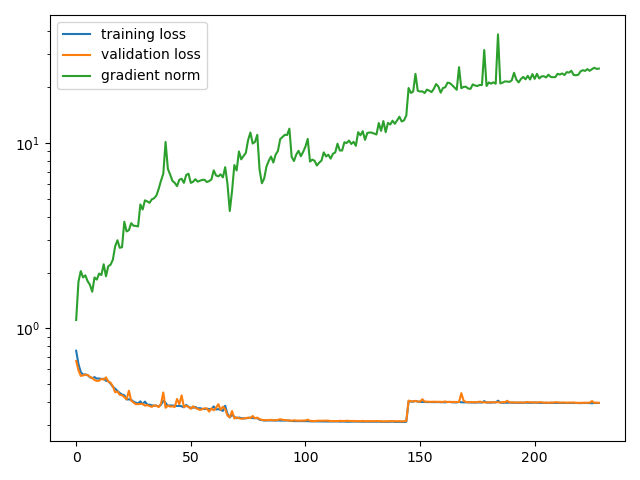 training loss
validation loss
gradient norm
10¹
10⁰
0 50 100 150 200